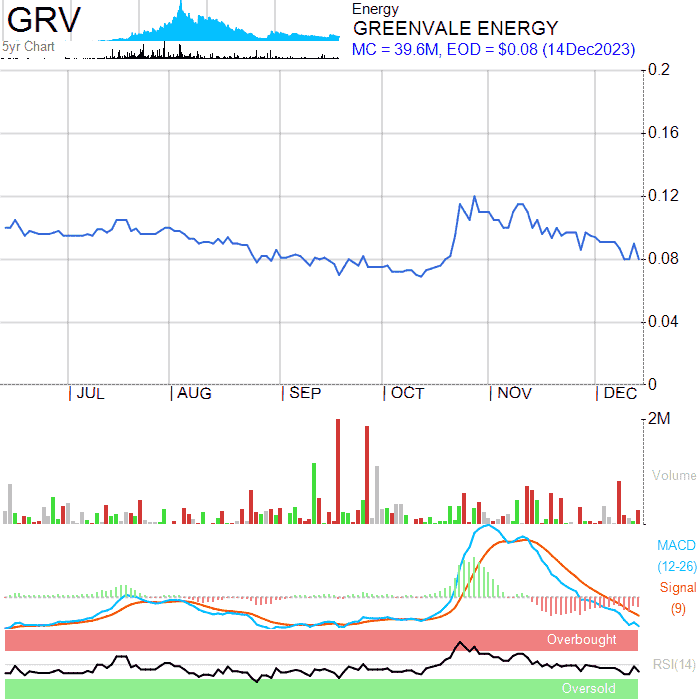 GRV
5yr Chart
Energy
GREENVALE ENERGY
MC = 39.6M, EOD = $0.08 (14Dec2023)
0.2
0.16
0.12
0.08
0.04
0
JUL AUG SEP OCT NOV DEC
2M
Volume
MACD
(12-26)
Signal
(9)
Overbought
RSI(14)
Oversold